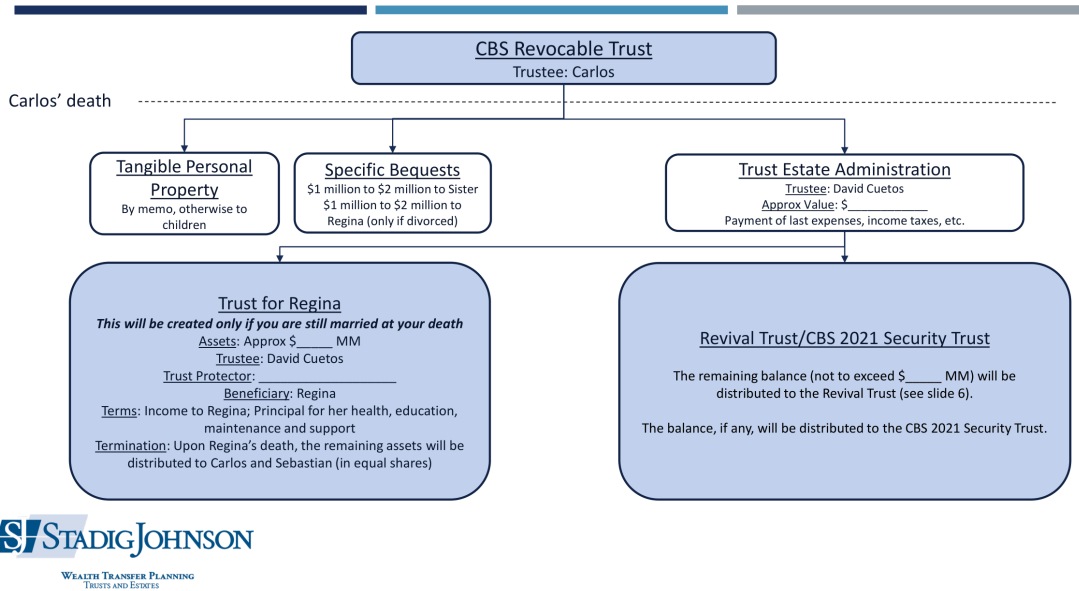 CBS Revocable Trust
Trustee: Carlos
Carlos’ death
Tangible Personal
Property
By memo, otherwise to
children
Specific Bequests
$1 million to $2 million to Sister
$1 million to $2 million to
Regina (only if divorced)
Trust Estate Administration
Trustee: David Cuetos
Approx Value: $____________
Payment of last expenses, income taxes, etc.
Trust for Regina
This will be created only if you are still married at your death
Assets: Approx $_____ MM
Trustee: David Cuetos
Trust Protector: ____________________
Beneficiary: Regina
Terms: Income to Regina; Principal for her health, education,
maintenance and support
Termination: Upon Regina’s death, the remaining assets will be
distributed to Carlos and Sebastian (in equal shares)
Revival Trust/CBS 2021 Security Trust
The remaining balance (not to exceed $_____ MM) will be
distributed to the Revival Trust (see slide 6).
The balance, if any, will be distributed to the CBS 2021 Security Trust.
SJ STADIG JOHNSON
WEALTH TRANSFER PLANNING
TRUSTS AND ESTATES